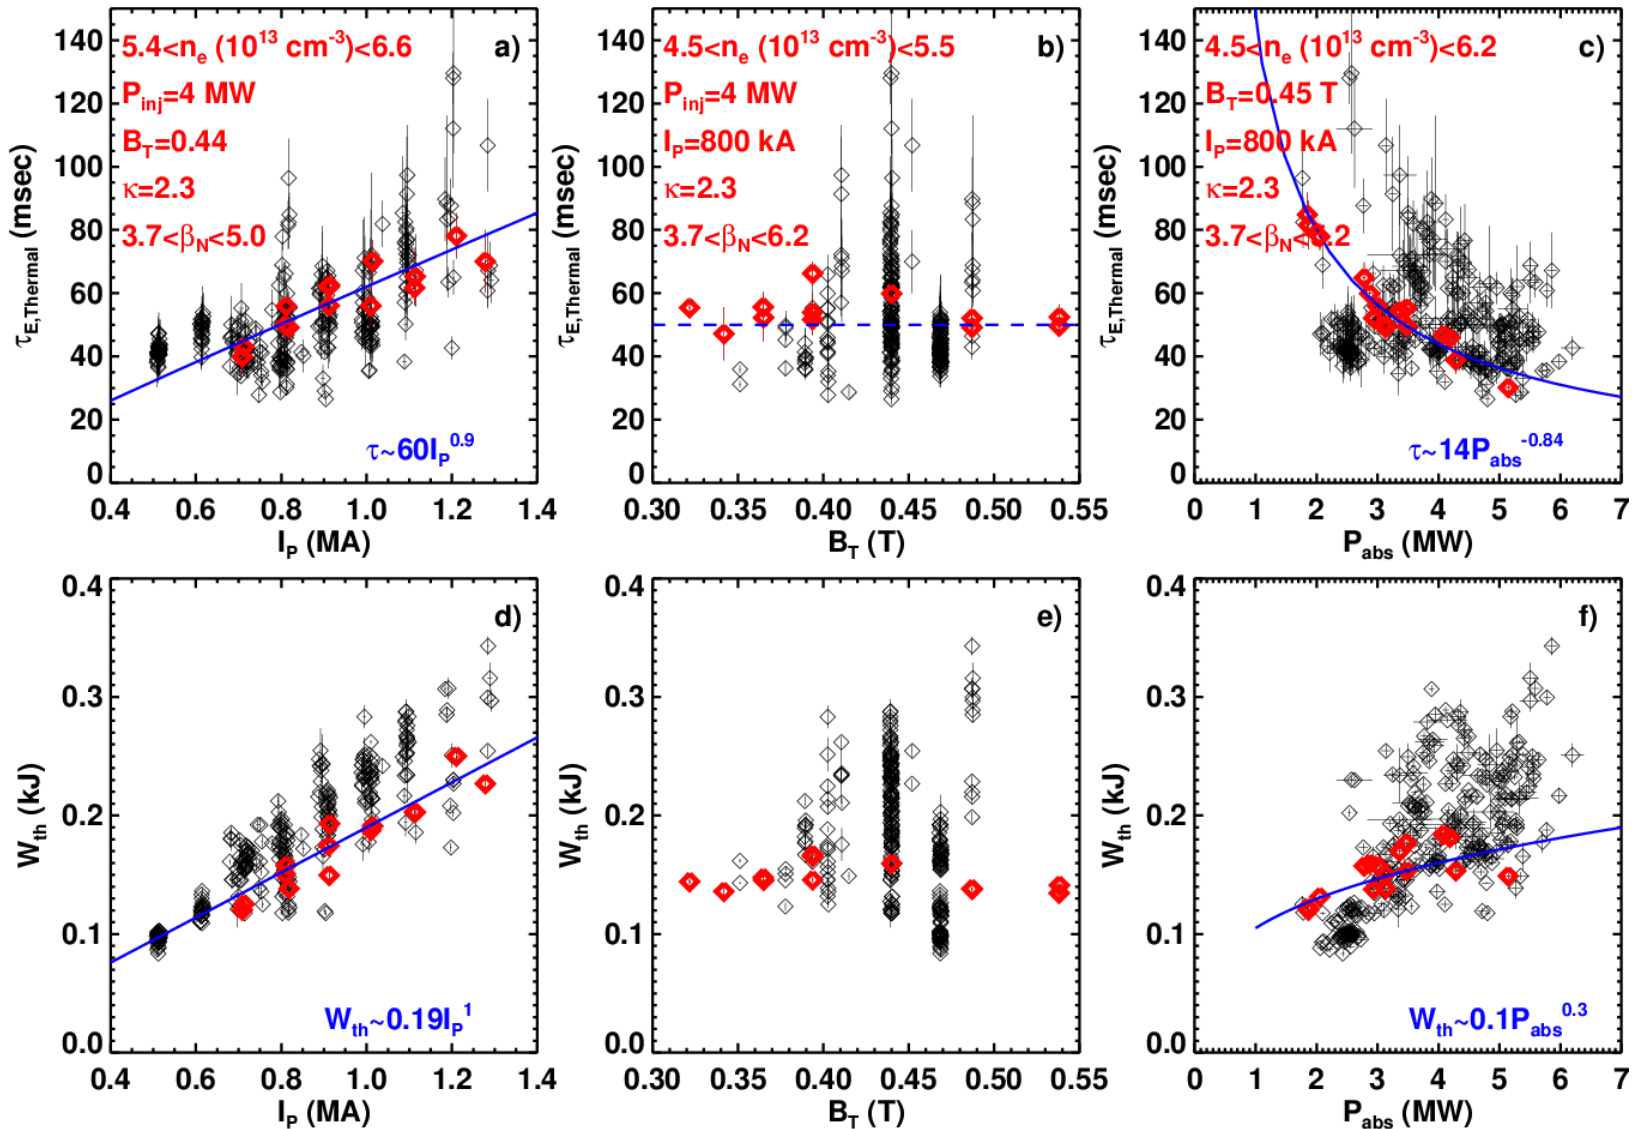 140
120
100
80
60
40
20
0
τE,Thermal (msec)
5.4<ne (10^13 cm^-3)<6.6
a)
Pinj=4 MW
BT=0.44
κ=2.3
3.7<βN<5.0
τ~60IP^0.9
0.4 0.6 0.8 1.0 1.2 1.4
IP (MA)
140
120
100
80
60
40
20
0
τE,Thermal (msec)
4.5<ne (10^13 cm^-3)<5.5
b)
Pinj=4 MW
IP=800 kA
κ=2.3
3.7<βN<6.2
0.30 0.35 0.40 0.45 0.50 0.55
BT (T)
140
120
100
80
60
40
20
0
τE,Thermal (msec)
4.5<ne (10^13 cm^-3)<6.2
c)
BT=0.45 T
IP=800 kA
κ=2.3
3.7<βN<5.2
τ~14Pabs^-0.84
0 1 2 3 4 5 6 7
Pabs (MW)
0.4
0.3
0.2
0.1
0.0
Wth (kJ)
d)
Wth~0.19IP^1
0.4 0.6 0.8 1.0 1.2 1.4
IP (MA)
0.4
0.3
0.2
0.1
0.0
Wth (kJ)
e)
0.30 0.35 0.40 0.45 0.50 0.55
BT (T)
0.4
0.3
0.2
0.1
0.0
Wth (kJ)
f)
Wth~0.1Pabs^0.3
0 1 2 3 4 5 6 7
Pabs (MW)